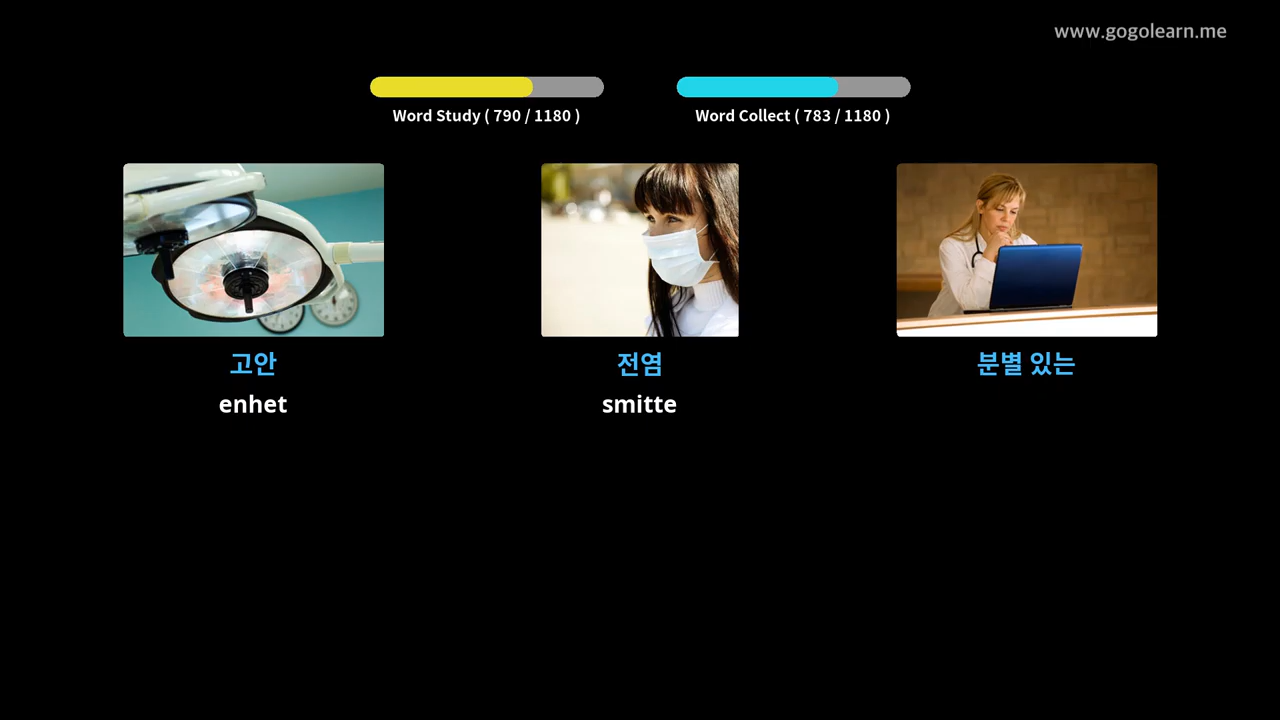 www.gogolearn.me
Word Study ( 790 / 1180 )
Word Collect ( 783 / 1180 )
고안
전염
분별 있는
enhet
smitte